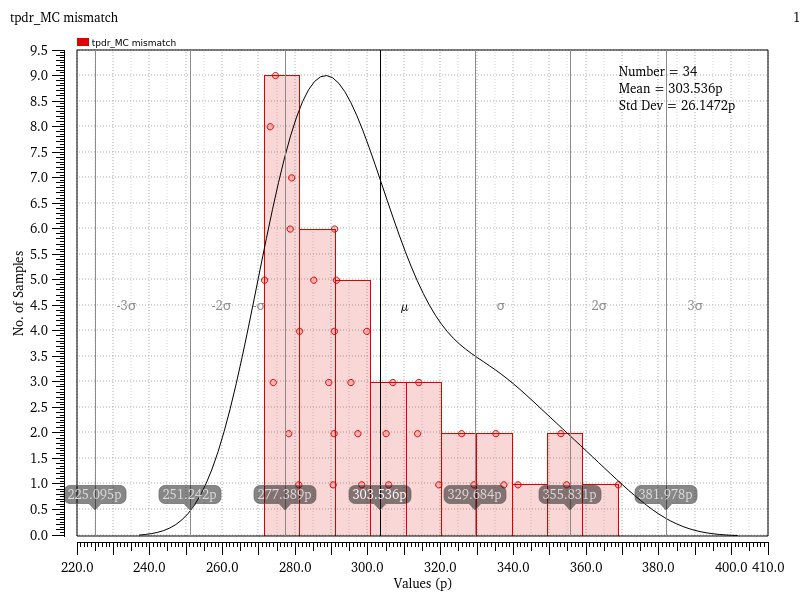 tpdr_MC mismatch 1
tpdr_MC mismatch
Number = 34
Mean = 303.536p
Std Dev = 26.1472p
No. of Samples
9.5
9.0
8.5
8.0
7.5
7.0
6.5
6.0
5.5
5.0
4.5
4.0
3.5
3.0
2.5
2.0
1.5
1.0
0.5
0.0
-3σ -2σ -σ μ σ 2σ 3σ
225.095p 251.242p 277.389p 303.536p 329.684p 355.831p 381.978p
220.0 240.0 260.0 280.0 300.0 320.0 340.0 360.0 380.0 400.0 410.0
Values (p)